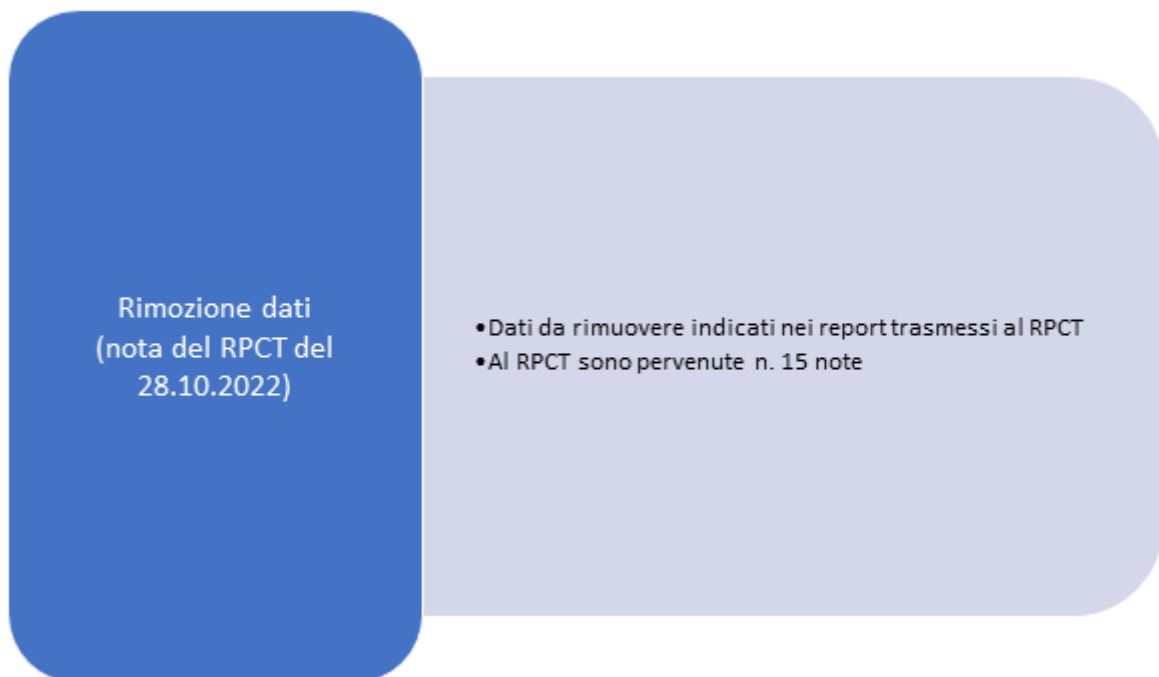 Rimozione dati
(nota del RPCT del
28.10.2022)
•Dati da rimuovere indicati nei report trasmessi al RPCT
•Al RPCT sono pervenute n. 15 note